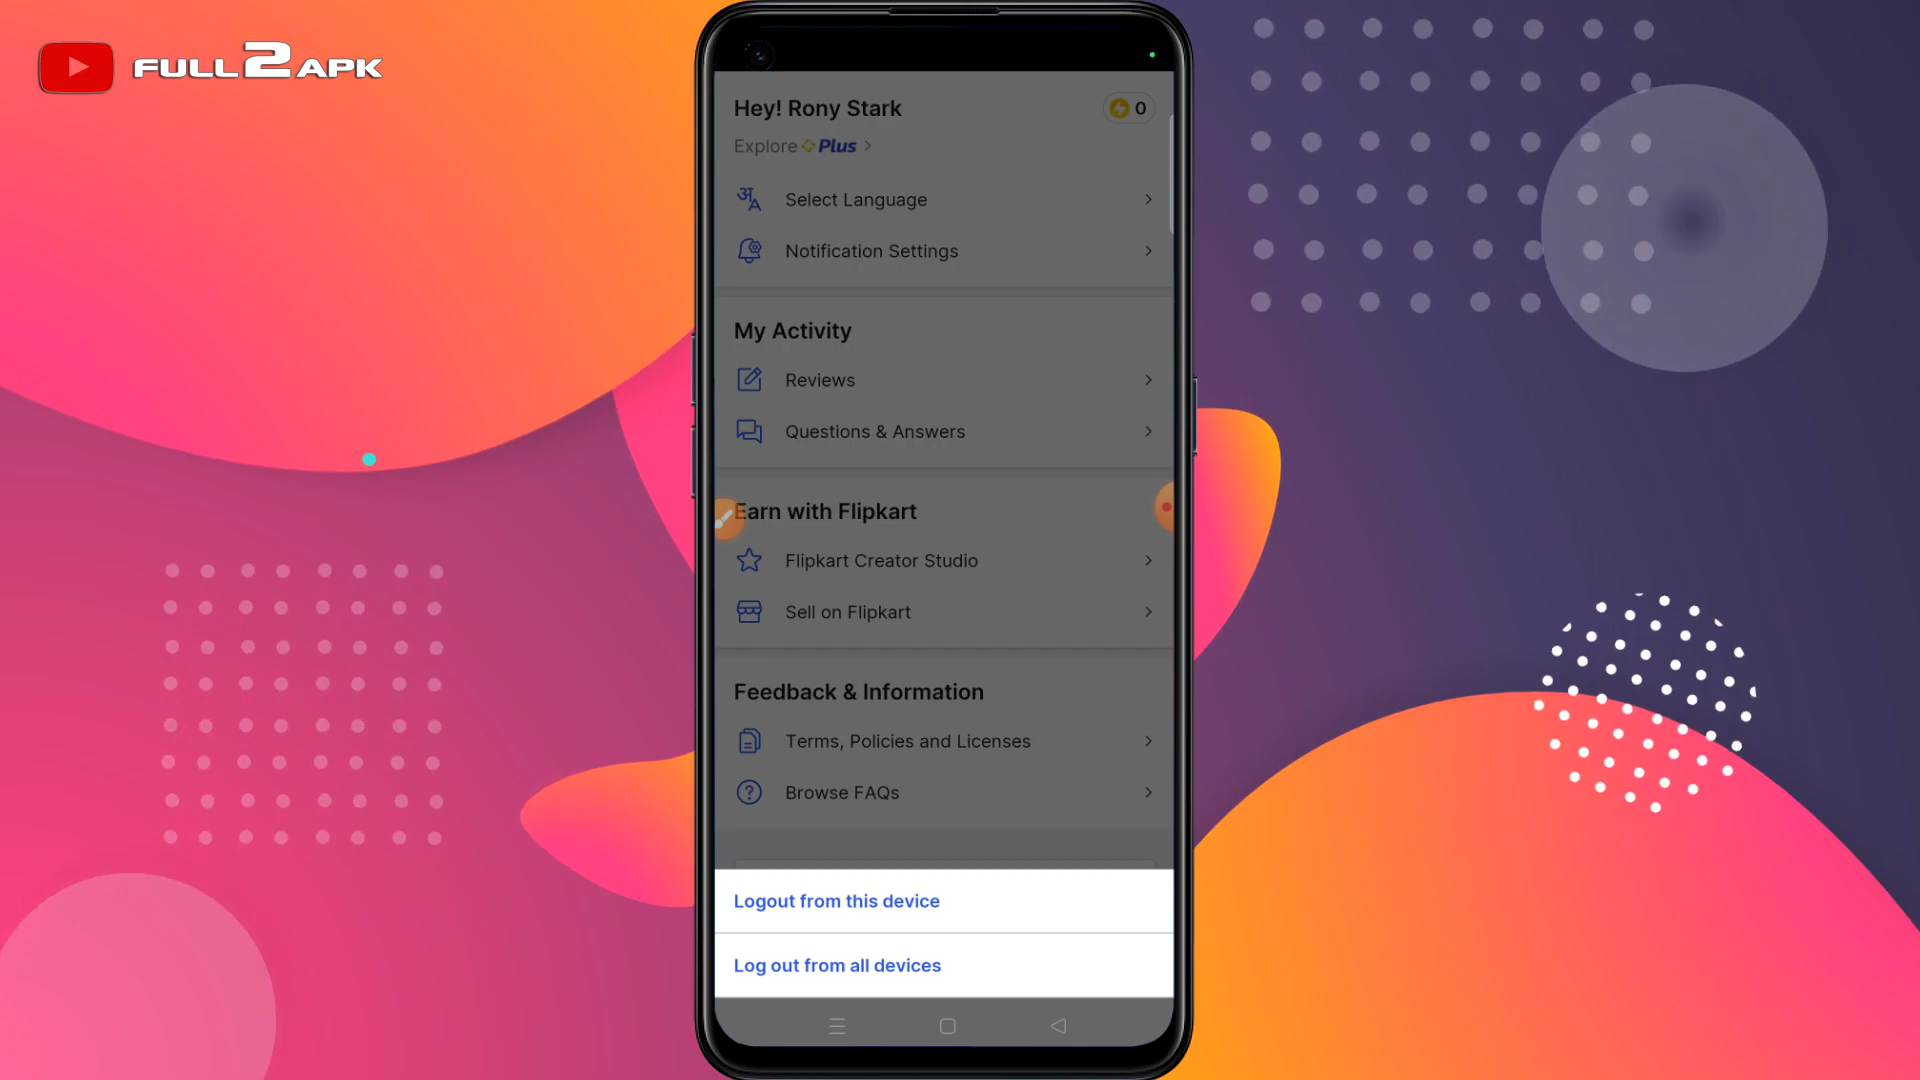 FULL2APK
Hey! Rony Stark
0
Explore Plus
Select Language
Notification Settings
My Activity
Reviews
Questions & Answers
Earn with Flipkart
Flipkart Creator Studio
Sell on Flipkart
Feedback & Information
Terms, Policies and Licenses
Browse FAQs
Logout from this device
Log out from all devices